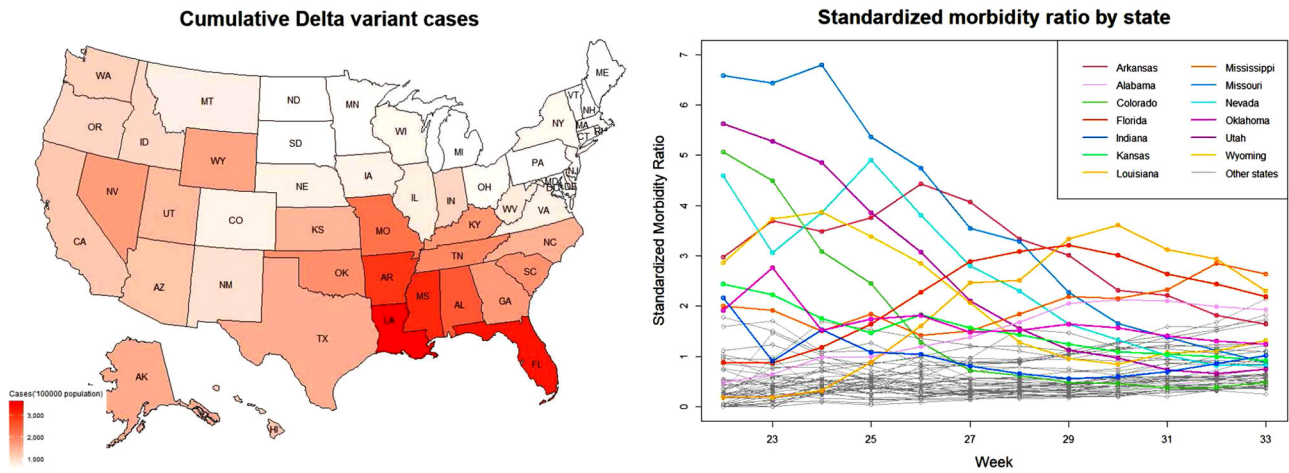 Cumulative Delta variant cases
WA
MT
ND
MN
ME
VT
NH
OR
ID
WY
SD
WI
MI
NY
MA
CT
RI
NV
UT
CO
NE
IA
IL
IN
OH
PA
NJ
MD
DE
DC
WV
VA
CA
KS
MO
KY
AZ
NM
OK
AR
TN
NC
SC
MS
AL
GA
TX
LA
FL
AK
HI
Cases(*100000 population)
3,000
2,000
1,000
Standardized morbidity ratio by state
Standardized Morbidity Ratio
7
6
5
4
3
2
1
0
Arkansas
Alabama
Colorado
Florida
Indiana
Kansas
Louisiana
Mississippi
Missouri
Nevada
Oklahoma
Utah
Wyoming
Other states
23
25
27
29
31
33
Week